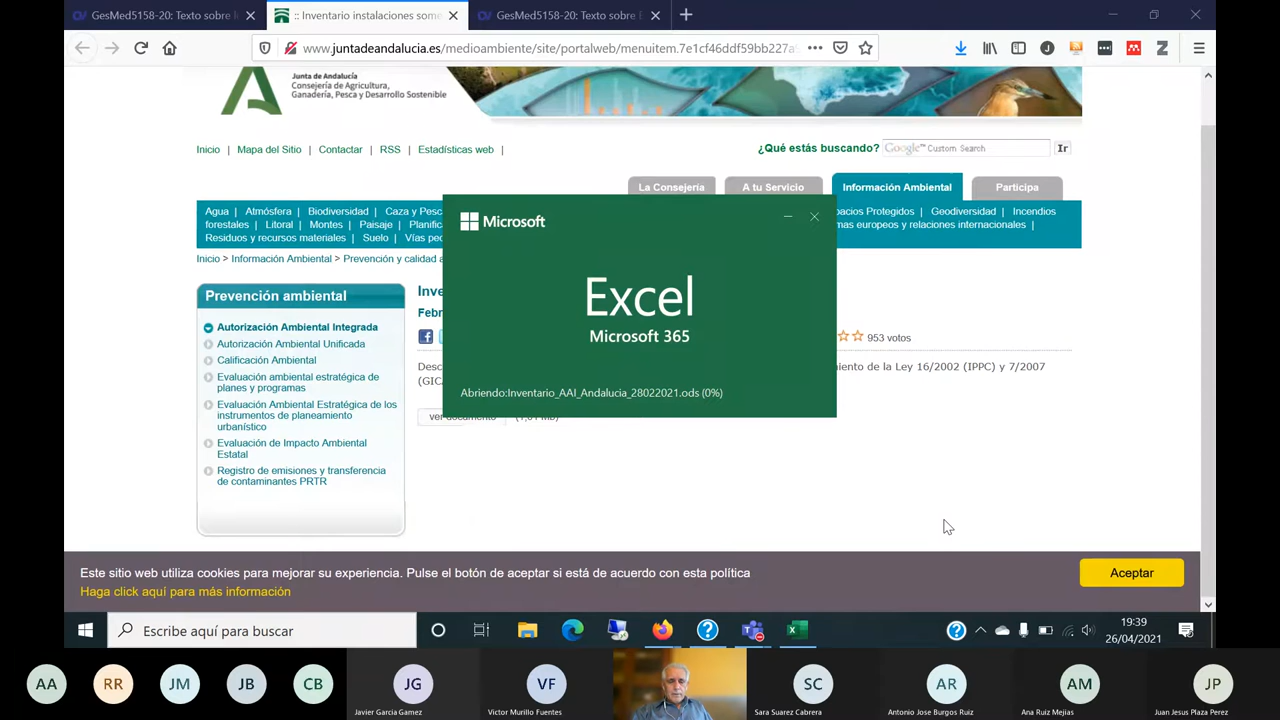 GesMed5158-20: Texto sobre
:: Inventario instalaciones some
GesMed5158-20: Texto sobre
www.juntadeandalucia.es/medioambiente/site/portalweb/menuitem.7e1cf46ddf59bb227a9
Junta de Andalucía
Consejería de Agricultura,
Ganadería, Pesca y Desarrollo Sostenible
Inicio | Mapa del Sitio | Contactar | RSS | Estadísticas web |
¿Qué estás buscando? Google™ Custom Search Ir
La Consejería A tu Servicio Información Ambiental Participa
Agua | Atmósfera | Biodiversidad | Caza y Pesc
pacios Protegidos | Geodiversidad | Incendios
forestales | Litoral | Montes | Paisaje | Planific
mas europeos y relaciones internacionales |
Residuos y recursos materiales | Suelo | Vías pec
Inicio > Información Ambiental > Prevención y calidad a
Prevención ambiental
Autorización Ambiental Integrada
Autorización Ambiental Unificada
Calificación Ambiental
Evaluación ambiental estratégica de
planes y programas
Evaluación Ambiental Estratégica de los
instrumentos de planeamiento
urbanístico
Evaluación de Impacto Ambiental
Estatal
Registro de emisiones y transferencia
de contaminantes PRTR
Inve
Febr
953 votos
Desc
miento de la Ley 16/2002 (IPPC) y 7/2007
(GIC
Microsoft
Excel
Microsoft 365
Abriendo:Inventario_AAI_Andalucia_28022021.ods (0%)
Este sitio web utiliza cookies para mejorar su experiencia. Pulse el botón de aceptar si está de acuerdo con esta política
Haga click aquí para más información
Aceptar
Escribe aquí para buscar
19:39
26/04/2021
AA RR JM JB CB JG VF SC AR AM JP
Javier Garcia Gamez Victor Murillo Fuentes Sara Suarez Cabrera Antonio Jose Burgos Ruiz Ana Ruiz Mejias Juan Jesus Plaza Perez